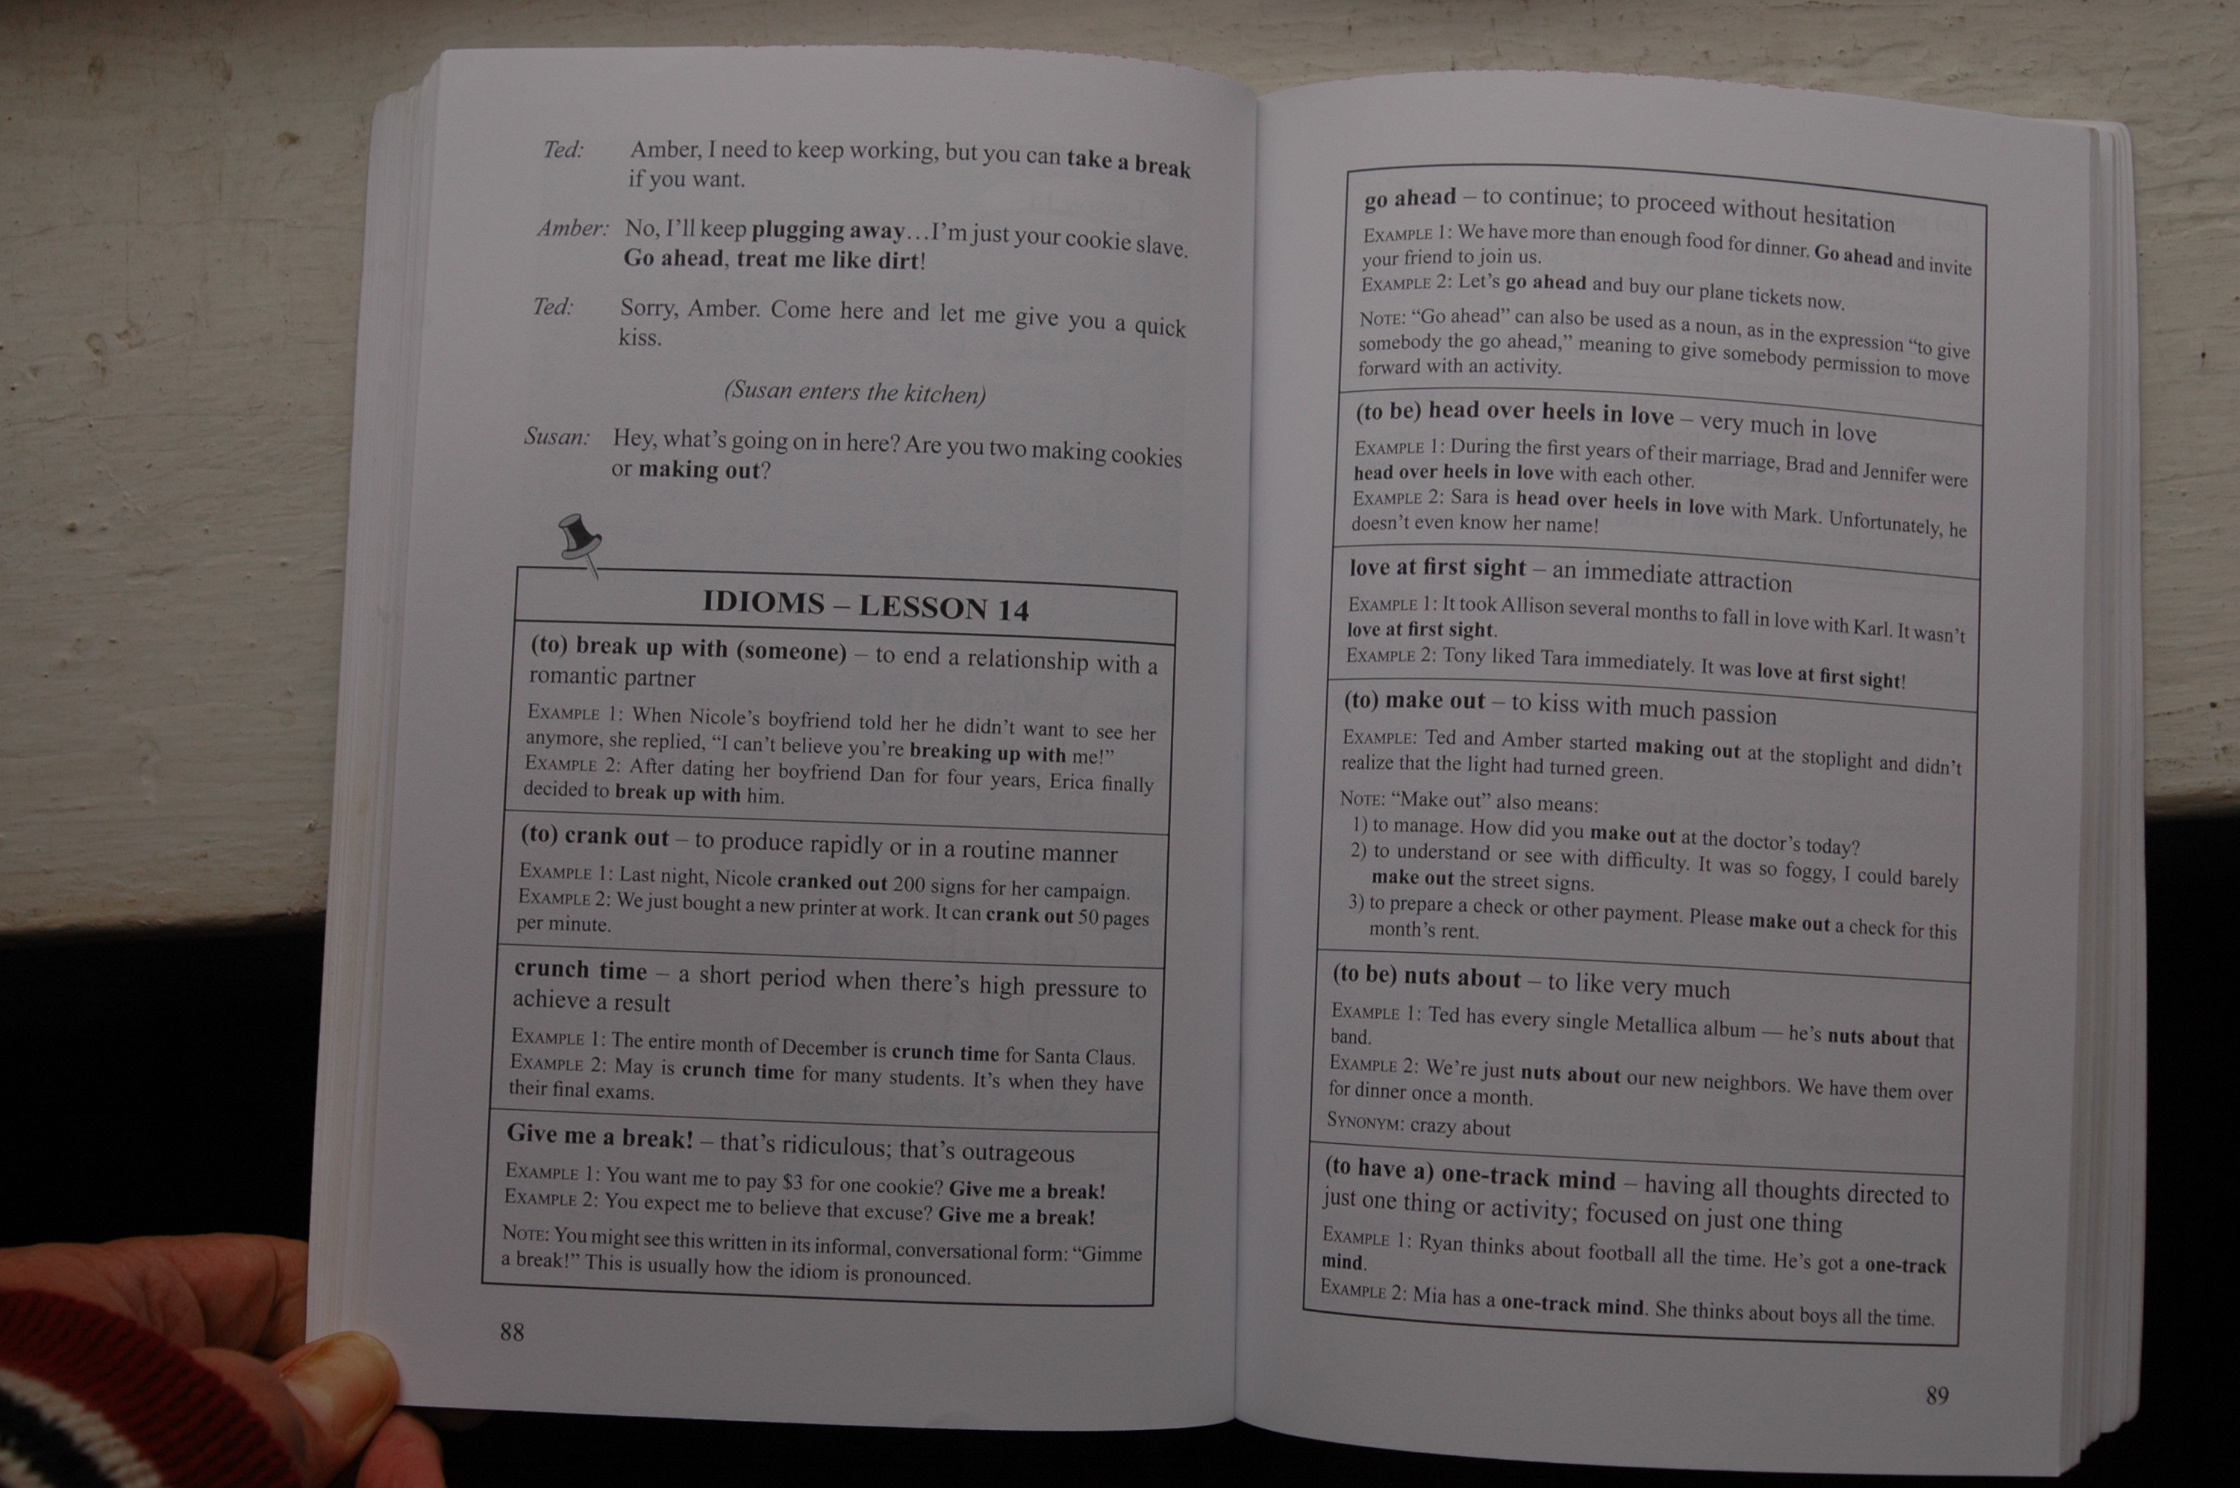 Ted: Amber, I need to keep working, but you can take a break
if you want.
Amber: No, I'll keep plugging away…I'm just your cookie slave.
Go ahead, treat me like dirt!
Ted: Sorry, Amber. Come here and let me give you a quick
kiss.
(Susan enters the kitchen)
Susan: Hey, what's going on in here? Are you two making cookies
or making out?
IDIOMS – LESSON 14
(to) break up with (someone) – to end a relationship with a
romantic partner
EXAMPLE 1: When Nicole's boyfriend told her he didn't want to see her
anymore, she replied, “I can't believe you're breaking up with me!”
EXAMPLE 2: After dating her boyfriend Dan for four years, Erica finally
decided to break up with him.
(to) crank out – to produce rapidly or in a routine manner
EXAMPLE 1: Last night, Nicole cranked out 200 signs for her campaign.
EXAMPLE 2: We just bought a new printer at work. It can crank out 50 pages
per minute.
crunch time – a short period when there's high pressure to
achieve a result
EXAMPLE 1: The entire month of December is crunch time for Santa Claus.
EXAMPLE 2: May is crunch time for many students. It's when they have
their final exams.
Give me a break! – that's ridiculous; that's outrageous
EXAMPLE 1: You want me to pay $3 for one cookie? Give me a break!
EXAMPLE 2: You expect me to believe that excuse? Give me a break!
NOTE: You might see this written in its informal, conversational form: “Gimme
a break!” This is usually how the idiom is pronounced.
88
go ahead – to continue; to proceed without hesitation
EXAMPLE 1: We have more than enough food for dinner. Go ahead and invite
your friend to join us.
EXAMPLE 2: Let's go ahead and buy our plane tickets now.
NOTE: “Go ahead” can also be used as a noun, as in the expression “to give
somebody the go ahead,” meaning to give somebody permission to move
forward with an activity.
(to be) head over heels in love – very much in love
EXAMPLE 1: During the first years of their marriage, Brad and Jennifer were
head over heels in love with each other.
EXAMPLE 2: Sara is head over heels in love with Mark. Unfortunately, he
doesn't even know her name!
love at first sight – an immediate attraction
EXAMPLE 1: It took Allison several months to fall in love with Karl. It wasn't
love at first sight.
EXAMPLE 2: Tony liked Tara immediately. It was love at first sight!
(to) make out – to kiss with much passion
EXAMPLE: Ted and Amber started making out at the stoplight and didn't
realize that the light had turned green.
NOTE: “Make out” also means:
1) to manage. How did you make out at the doctor's today?
2) to understand or see with difficulty. It was so foggy, I could barely
make out the street signs.
3) to prepare a check or other payment. Please make out a check for this
month's rent.
(to be) nuts about – to like very much
EXAMPLE 1: Ted has every single Metallica album — he's nuts about that
band.
EXAMPLE 2: We're just nuts about our new neighbors. We have them over
for dinner once a month.
SYNONYM: crazy about
(to have a) one-track mind – having all thoughts directed to
just one thing or activity; focused on just one thing
EXAMPLE 1: Ryan thinks about football all the time. He's got a one-track
mind.
EXAMPLE 2: Mia has a one-track mind. She thinks about boys all the time.
89